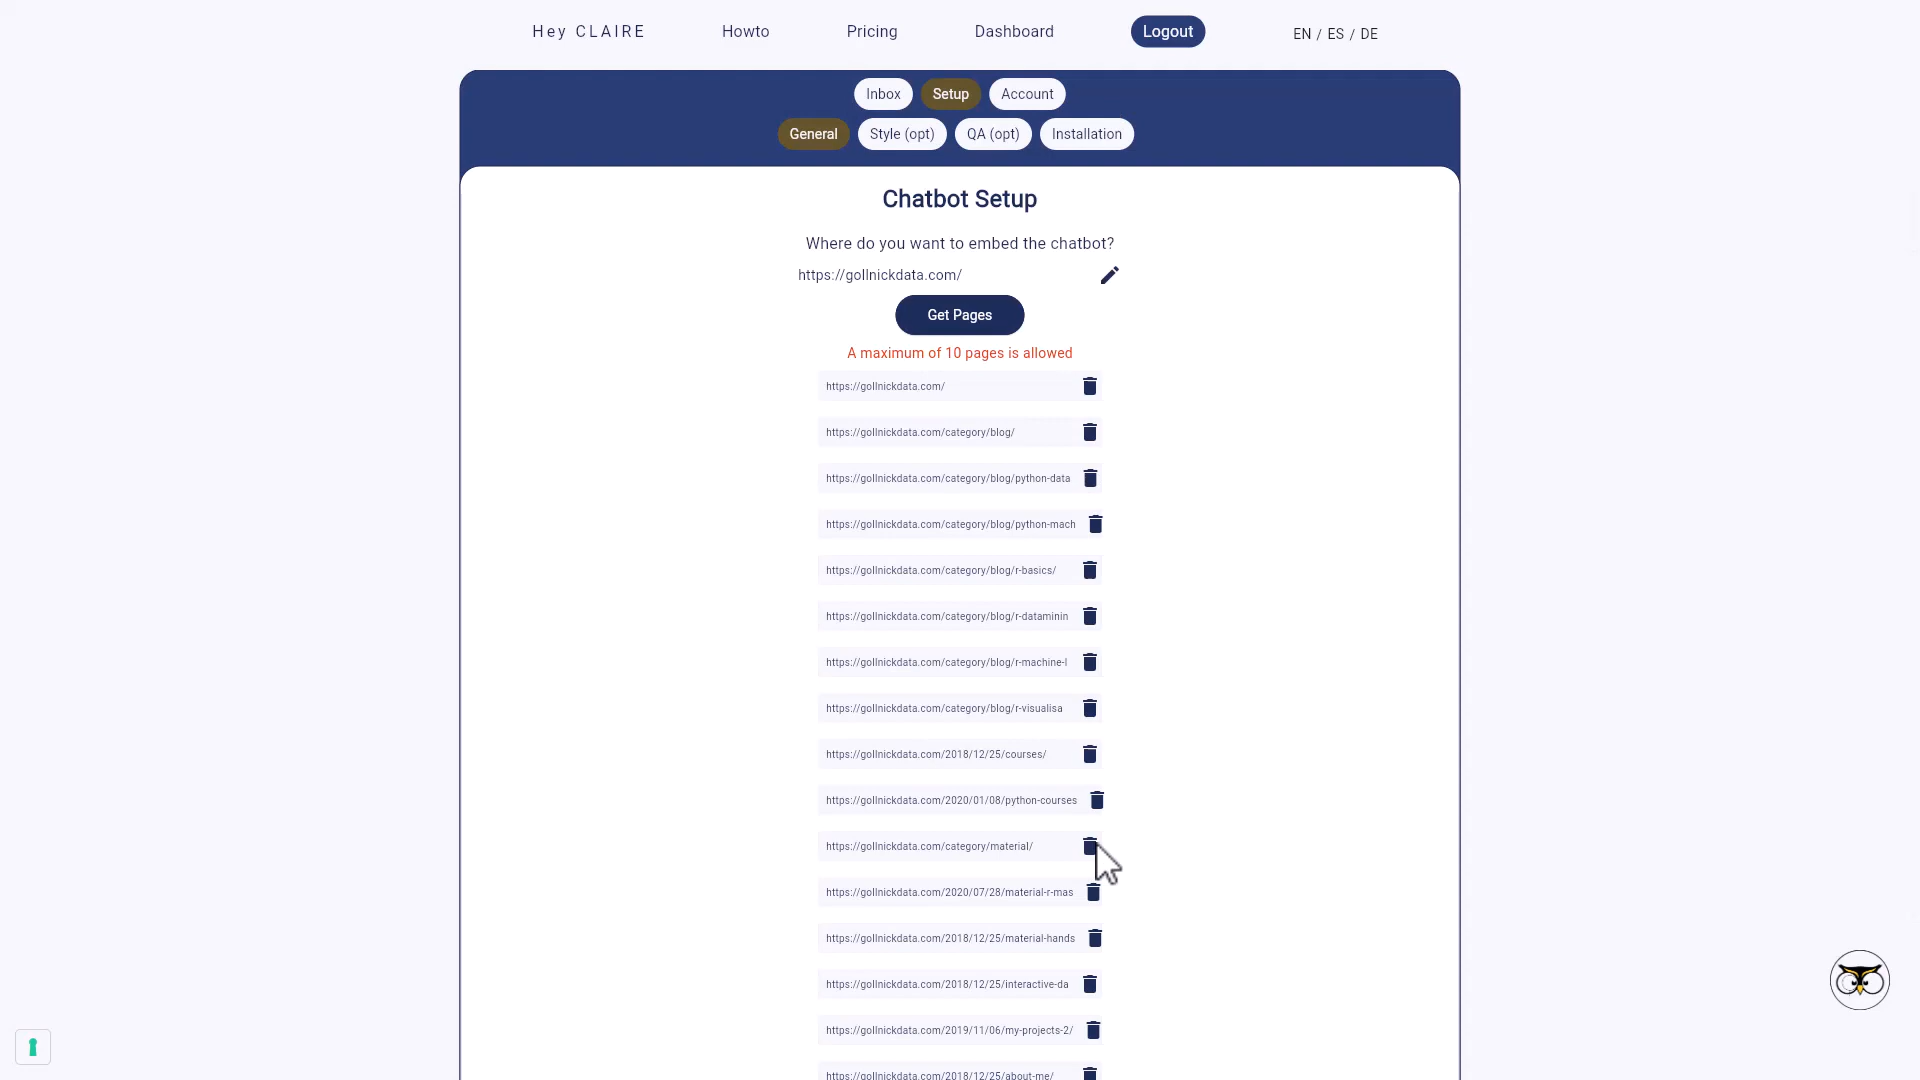 Hey CLAIRE Howto Pricing Dashboard Logout EN / ES / DE
Inbox Setup Account
General Style (opt) QA (opt) Installation
Chatbot Setup
Where do you want to embed the chatbot?
https://gollnickdata.com/
Get Pages
A maximum of 10 pages is allowed
https://gollnickdata.com/
https://gollnickdata.com/category/blog/
https://gollnickdata.com/category/blog/python-data
https://gollnickdata.com/category/blog/python-mach
https://gollnickdata.com/category/blog/r-basics/
https://gollnickdata.com/category/blog/r-dataminin
https://gollnickdata.com/category/blog/r-machine-l
https://gollnickdata.com/category/blog/r-visualisa
https://gollnickdata.com/2018/12/25/courses/
https://gollnickdata.com/2020/01/08/python-courses
https://gollnickdata.com/category/material/
https://gollnickdata.com/2020/07/28/material-r-mas
https://gollnickdata.com/2018/12/25/material-hands
https://gollnickdata.com/2018/12/25/interactive-da
https://gollnickdata.com/2019/11/06/my-projects-2/
https://gollnickdata.com/2018/12/25/about-me/